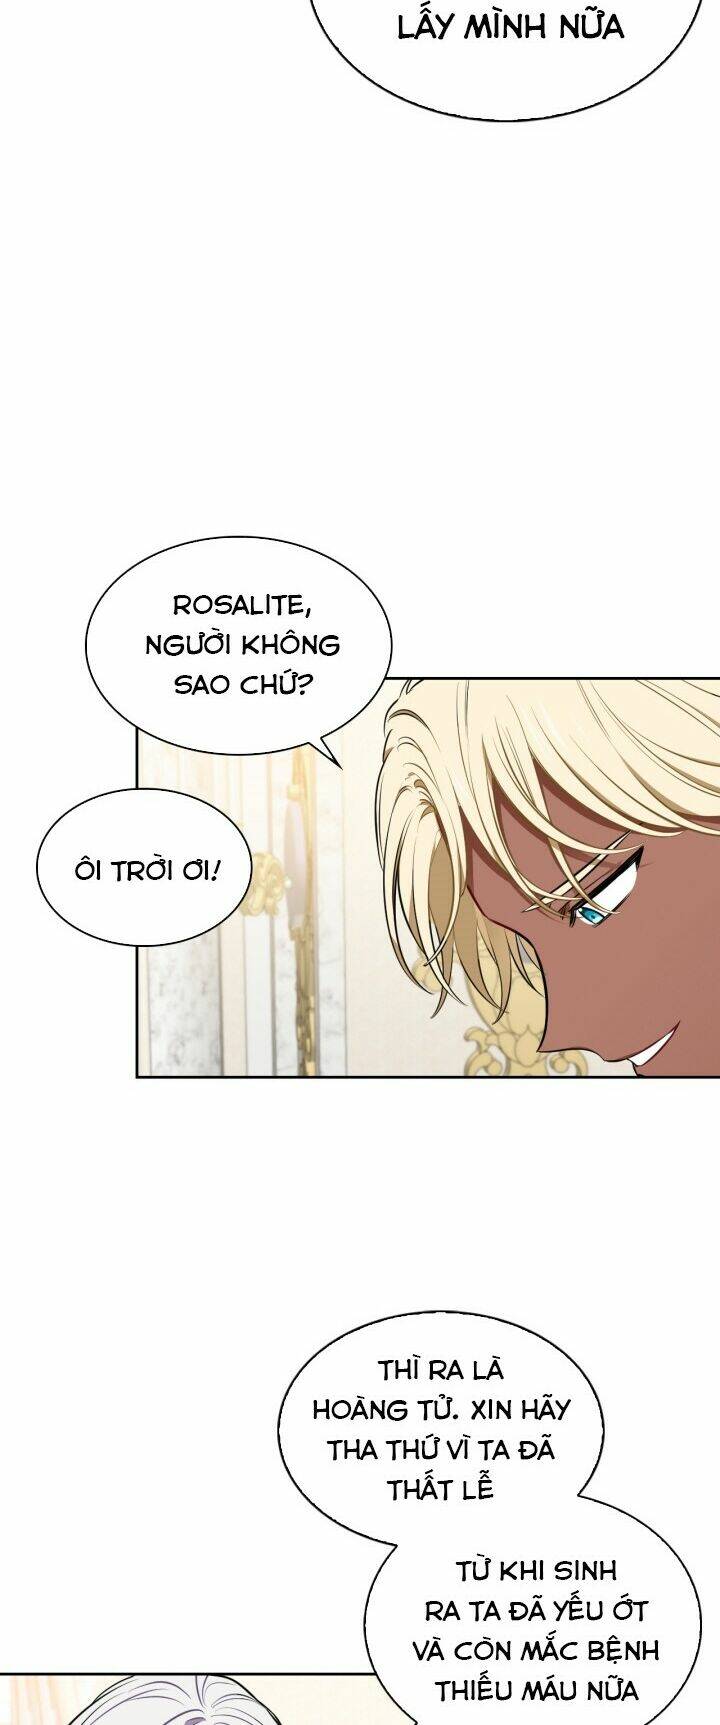 LẤY MÌNH NỮA
ROSALITE,
NGƯỜI KHÔNG
SAO CHỨ?
ÔI TRỜI ƠI!
THÌ RA LÀ
HOÀNG TỬ. XIN HÃY
THA THỨ VÌ TA ĐÃ
THẤT LỄ
TỪ KHI SINH
RA TA ĐÃ YẾU ỚT
VÀ CÒN MẮC BỆNH
THIẾU MÁU NỮA